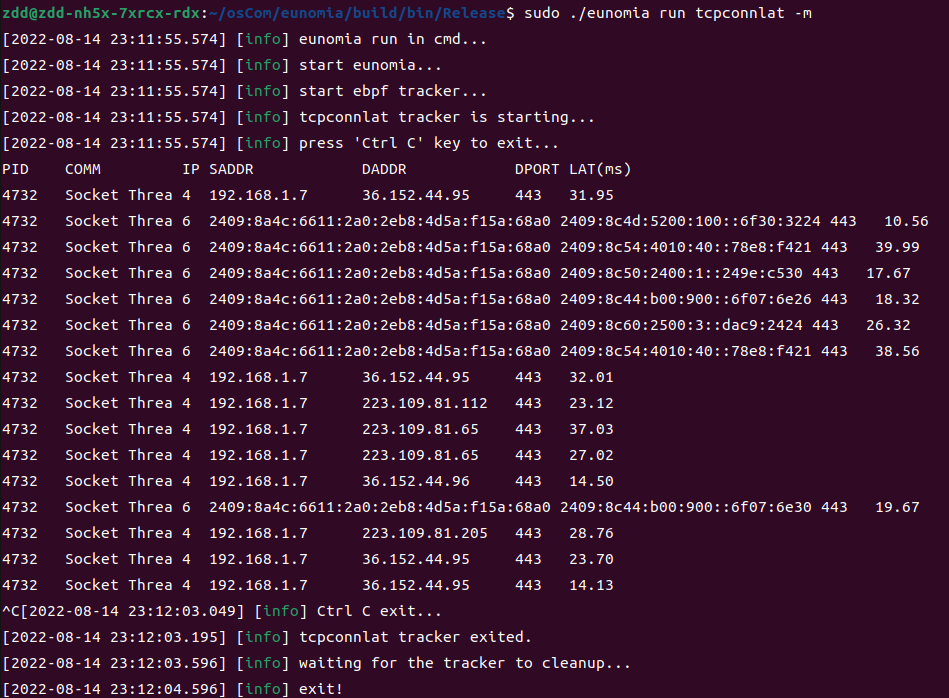 zdd@zdd-nh5x-7xrcx-rdx:~/osCom/eunomia/build/bin/Release$ sudo ./eunomia run tcpconnlat -m
[2022-08-14 23:11:55.574] [info] eunomia run in cmd...
[2022-08-14 23:11:55.574] [info] start eunomia...
[2022-08-14 23:11:55.574] [info] start ebpf tracker...
[2022-08-14 23:11:55.574] [info] tcpconnlat tracker is starting...
[2022-08-14 23:11:55.574] [info] press 'Ctrl C' key to exit...
PID    COMM         IP SADDR            DADDR            DPORT LAT(ms)
4732   Socket Threa 4  192.168.1.7      36.152.44.95     443   31.95
4732   Socket Threa 6  2409:8a4c:6611:2a0:2eb8:4d5a:f15a:68a0 2409:8c4d:5200:100::6f30:3224 443   10.56
4732   Socket Threa 6  2409:8a4c:6611:2a0:2eb8:4d5a:f15a:68a0 2409:8c54:4010:40::78e8:f421 443   39.99
4732   Socket Threa 6  2409:8a4c:6611:2a0:2eb8:4d5a:f15a:68a0 2409:8c50:2400:1::249e:c530 443   17.67
4732   Socket Threa 6  2409:8a4c:6611:2a0:2eb8:4d5a:f15a:68a0 2409:8c44:b00:900::6f07:6e26 443   18.32
4732   Socket Threa 6  2409:8a4c:6611:2a0:2eb8:4d5a:f15a:68a0 2409:8c60:2500:3::dac9:2424 443   26.32
4732   Socket Threa 6  2409:8a4c:6611:2a0:2eb8:4d5a:f15a:68a0 2409:8c54:4010:40::78e8:f421 443   38.56
4732   Socket Threa 4  192.168.1.7      36.152.44.95     443   32.01
4732   Socket Threa 4  192.168.1.7      223.109.81.112   443   23.12
4732   Socket Threa 4  192.168.1.7      223.109.81.65    443   37.03
4732   Socket Threa 4  192.168.1.7      223.109.81.65    443   27.02
4732   Socket Threa 4  192.168.1.7      36.152.44.96     443   14.50
4732   Socket Threa 6  2409:8a4c:6611:2a0:2eb8:4d5a:f15a:68a0 2409:8c44:b00:900::6f07:6e30 443   19.67
4732   Socket Threa 4  192.168.1.7      223.109.81.205   443   28.76
4732   Socket Threa 4  192.168.1.7      36.152.44.95     443   23.70
4732   Socket Threa 4  192.168.1.7      36.152.44.95     443   14.13
^C[2022-08-14 23:12:03.049] [info] Ctrl C exit...
[2022-08-14 23:12:03.195] [info] tcpconnlat tracker exited.
[2022-08-14 23:12:03.596] [info] waiting for the tracker to cleanup...
[2022-08-14 23:12:04.596] [info] exit!